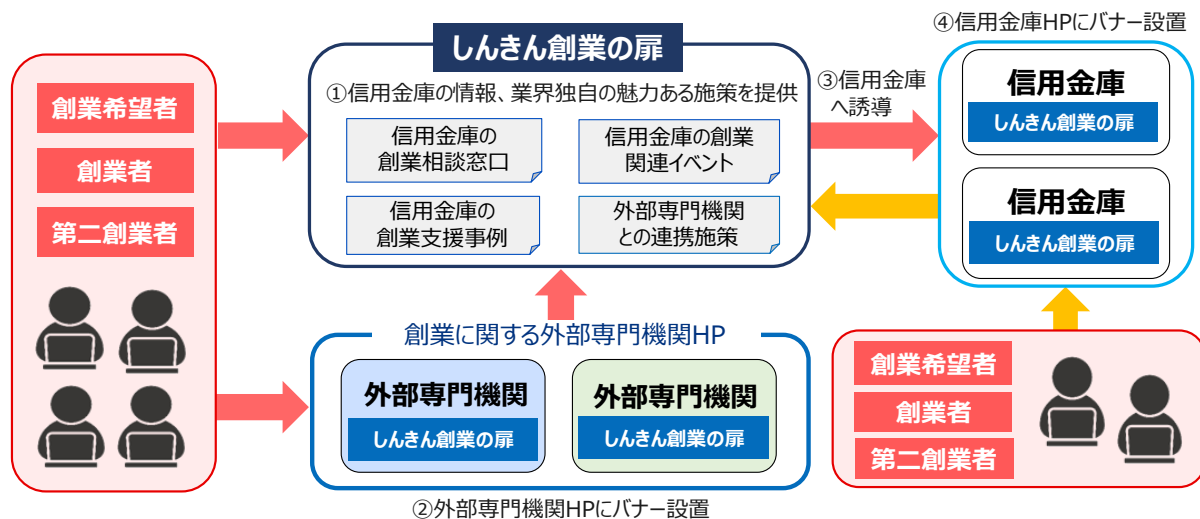 創業希望者
創業者
第二創業者
しんきん創業の扉
①信用金庫の情報、業界独自の魅力ある施策を提供
信用金庫の
創業相談窓口
信用金庫の創業
関連イベント
信用金庫の
創業支援事例
外部専門機関
との連携施策
③信用金庫
へ誘導
④信用金庫HPにバナー設置
信用金庫
しんきん創業の扉
信用金庫
しんきん創業の扉
創業に関する外部専門機関HP
外部専門機関
しんきん創業の扉
外部専門機関
しんきん創業の扉
②外部専門機関HPにバナー設置
創業希望者
創業者
第二創業者